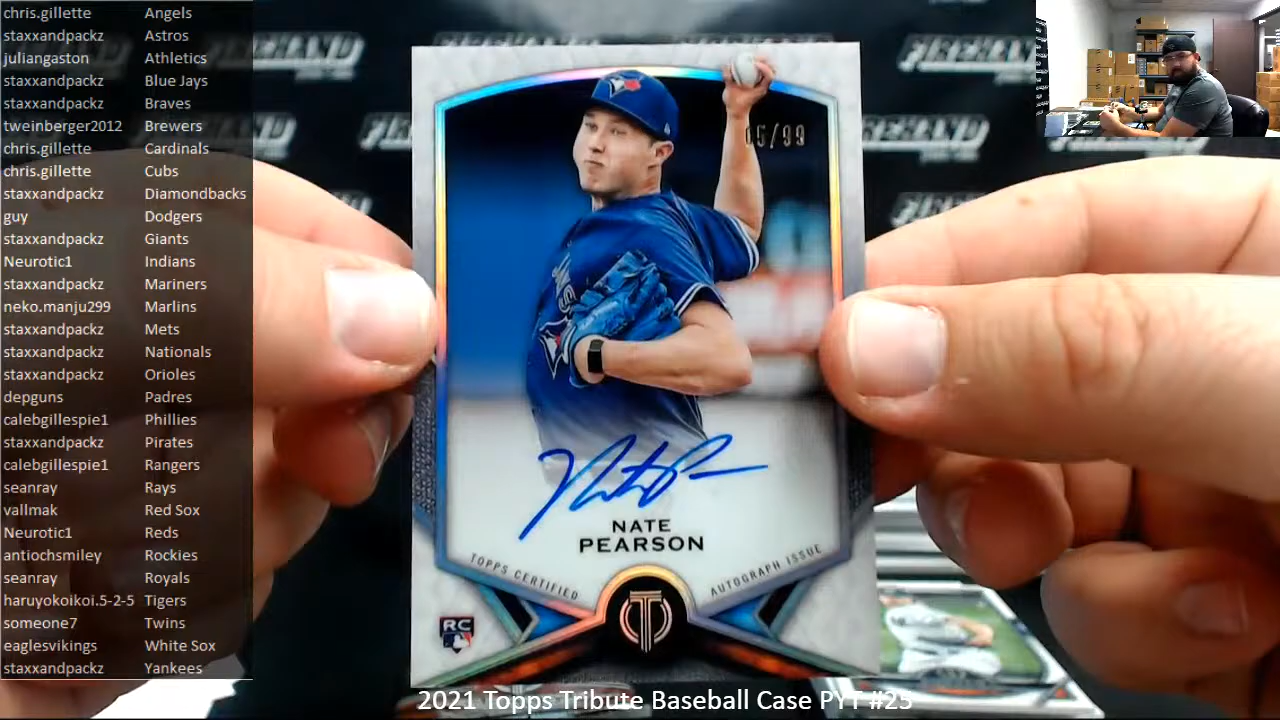 chris.gillette Angels
staxxandpackz Astros
juliangaston Athletics
staxxandpackz Blue Jays
staxxandpackz Braves
tweinberger2012 Brewers
chris.gillette Cardinals
chris.gillette Cubs
staxxandpackz Diamondbacks
guy Dodgers
staxxandpackz Giants
Neurotic1 Indians
staxxandpackz Mariners
neko.manju299 Marlins
staxxandpackz Mets
staxxandpackz Nationals
staxxandpackz Orioles
depguns Padres
calebgillespie1 Phillies
staxxandpackz Pirates
calebgillespie1 Rangers
seanray Rays
vallmak Red Sox
Neurotic1 Reds
antiochsmiley Rockies
seanray Royals
haruyokoikoi.5-2-5 Tigers
someone7 Twins
eaglesvikings White Sox
staxxandpackz Yankees
FIREHAND
05/99
NATE
PEARSON
TOPPS CERTIFIED
AUTOGRAPH ISSUE
RC
2021 Topps Tribute Baseball Case PYT #25